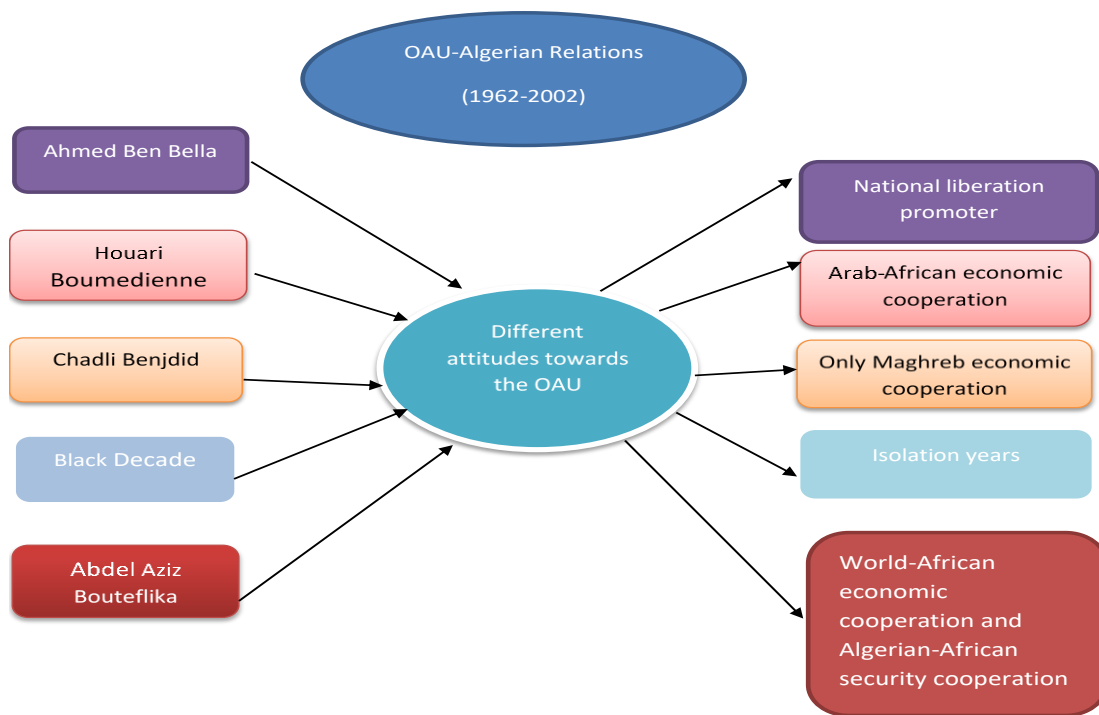 OAU-Algerian Relations
(1962-2002)
Ahmed Ben Bella
Houari
Boumedienne
Chadli Benjdid
Black Decade
Abdel Aziz
Bouteflika
Different
attitudes towards
the OAU
National liberation
promoter
Arab-African economic
cooperation
Only Maghreb economic
cooperation
Isolation years
World-African
economic
cooperation and
Algerian-African
security cooperation